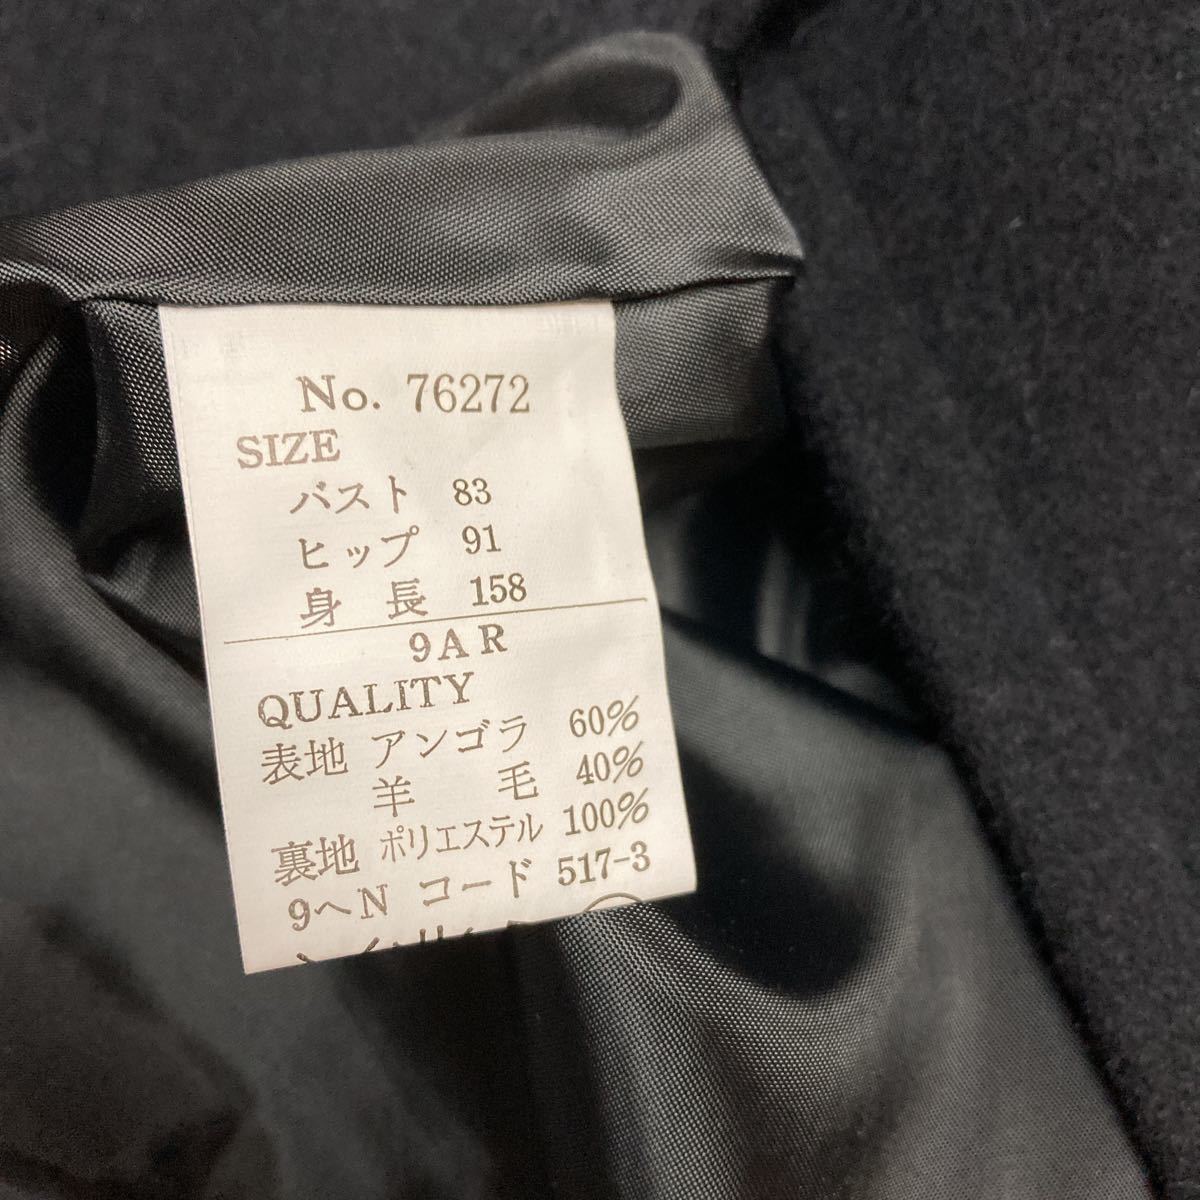 No. 76272
SIZE
バスト 83
ヒップ 91
身 長 158
9AR
QUALITY
表地 アンゴラ 60%
羊 毛 40%
裏地 ポリエステル 100%
9ヘN コード 517-3